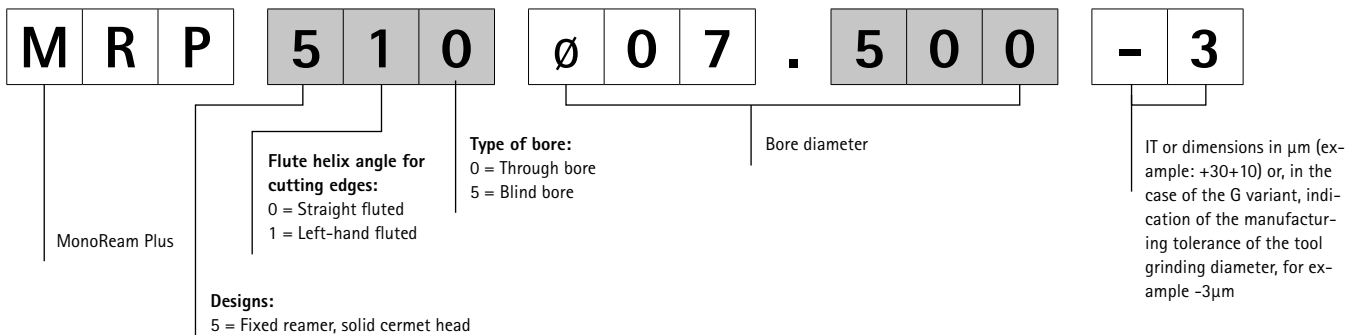 M R P 5 1 0 ø 0 7 . 5 0 0 - 3
MonoReam Plus
Designs:
5 = Fixed reamer, solid cermet head
Flute helix angle for
cutting edges:
0 = Straight fluted
1 = Left-hand fluted
Type of bore:
0 = Through bore
5 = Blind bore
Bore diameter
IT or dimensions in µm (ex-
ample: +30+10) or, in the
case of the G variant, indi-
cation of the manufactur-
ing tolerance of the tool
grinding diameter, for ex-
ample -3µm